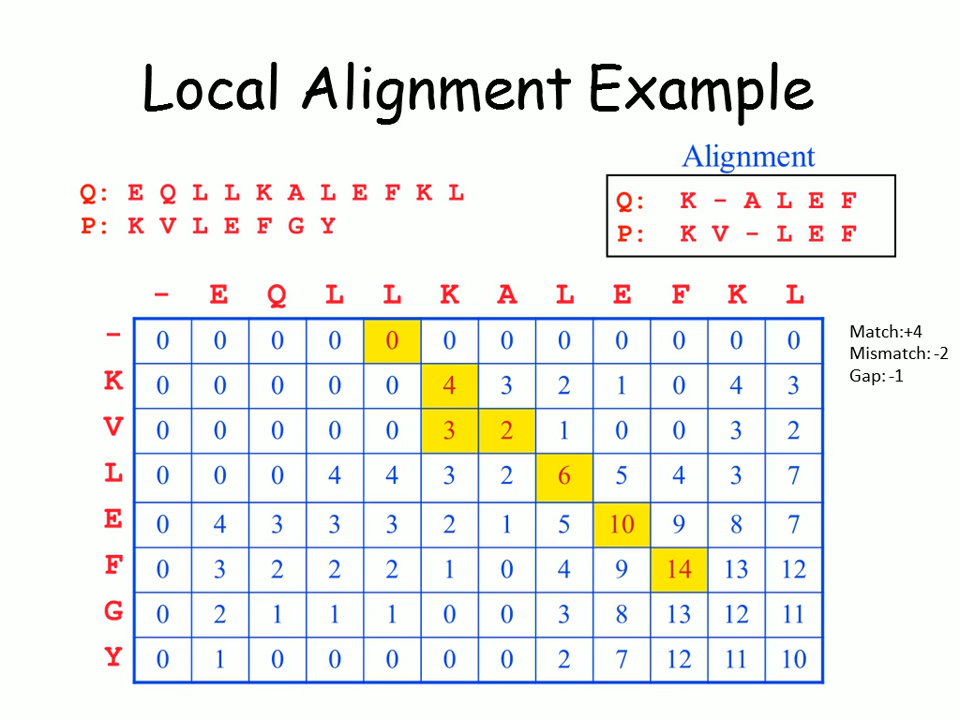 Local Alignment Example
Alignment
Q: E Q L L K A L E F K L
P: K V L E F G Y
Q: K - A L E F
P: K V - L E F
- E Q L L K A L E F K L
- 0 0 0 0 0 0 0 0 0 0 0 0
K 0 0 0 0 0 4 3 2 1 0 4 3
V 0 0 0 0 0 3 2 1 0 0 3 2
L 0 0 0 4 4 3 2 6 5 4 3 7
E 0 4 3 3 3 2 1 5 10 9 8 7
F 0 3 2 2 2 1 0 4 9 14 13 12
G 0 2 1 1 1 0 0 3 8 13 12 11
Y 0 1 0 0 0 0 0 2 7 12 11 10
Match:+4
Mismatch: -2
Gap: -1